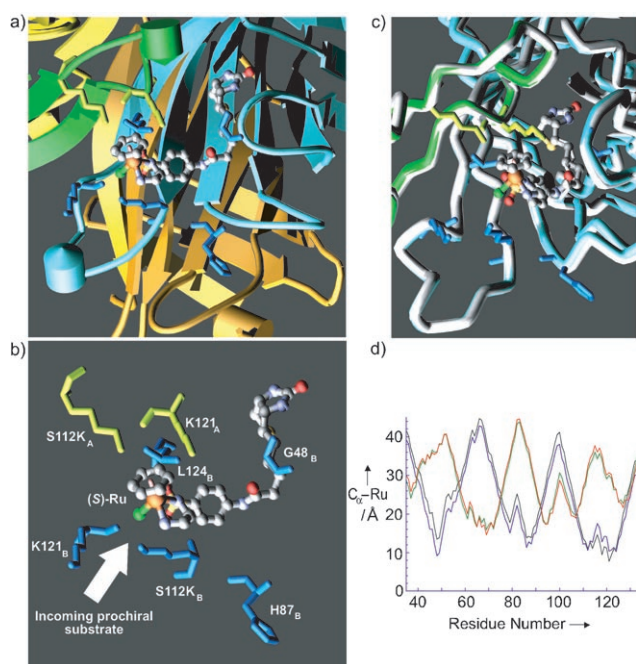 a)
c)
b)
S112K_A
K121_A
G48_B
L124_B
(S)-Ru
K121_B
S112K_B
H87_B
Incoming prochiral
substrate
d)
40
30
20
10
0
Cα–Ru
/Å
40 60 80 100 120
Residue Number →